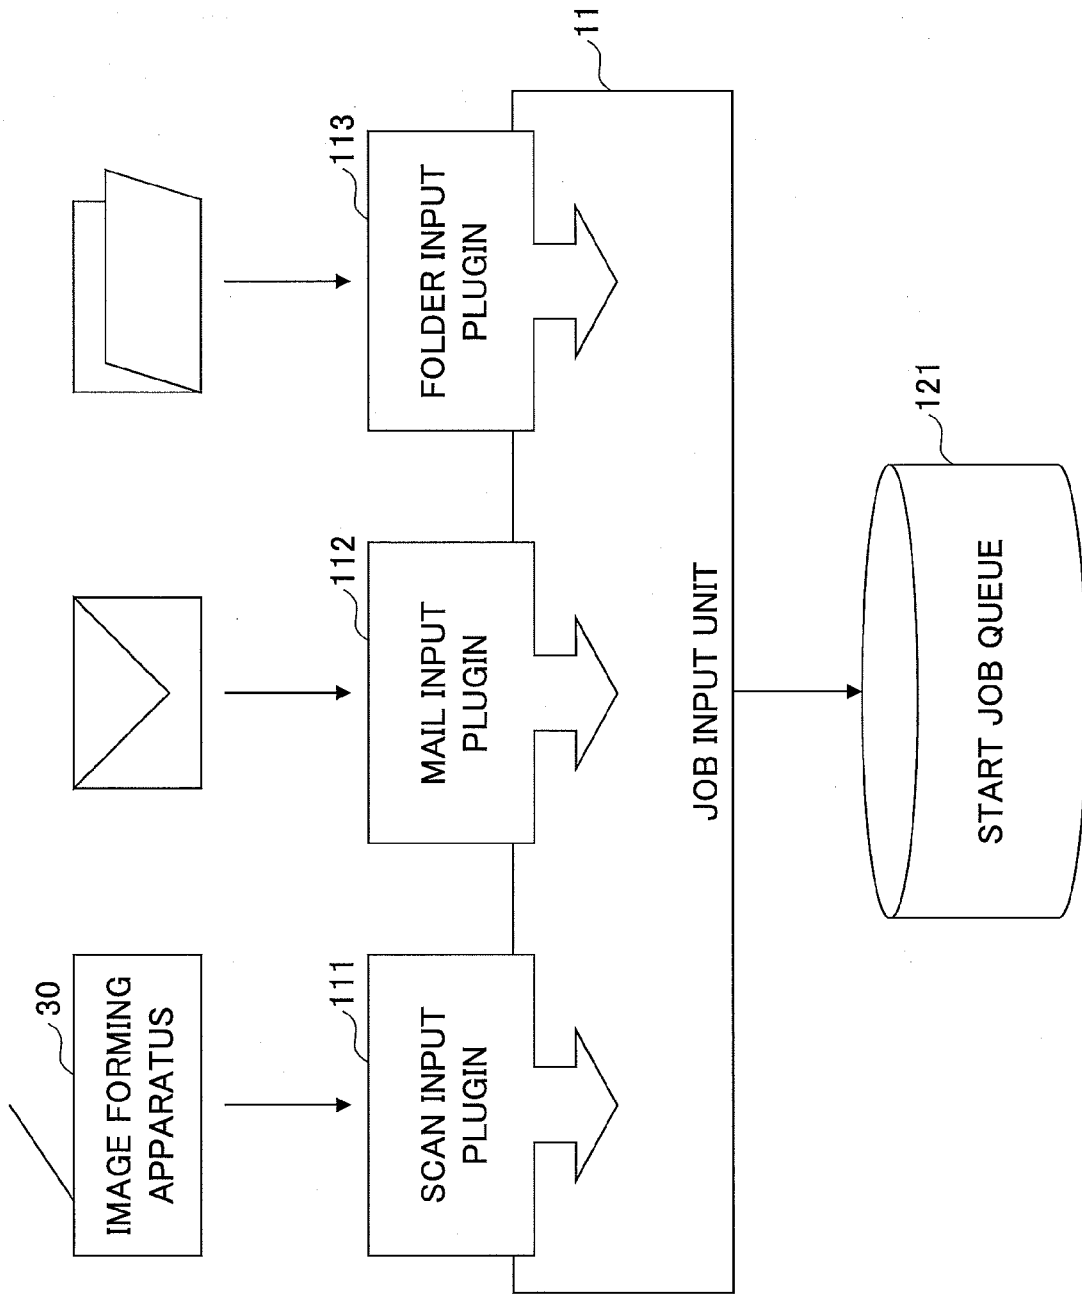 30
IMAGE FORMING
APPARATUS
111
SCAN INPUT
PLUGIN
112
MAIL INPUT
PLUGIN
113
FOLDER INPUT
PLUGIN
11
JOB INPUT UNIT
121
START JOB QUEUE